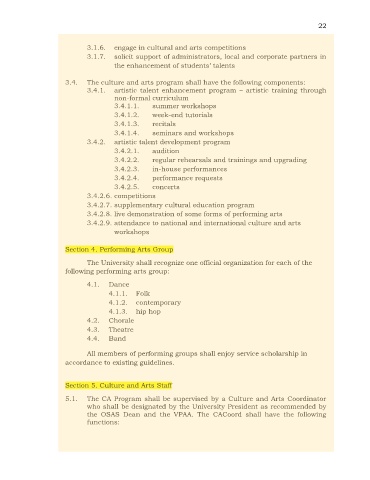 22
3.1.6. engage in cultural and arts competitions
3.1.7. solicit support of administrators, local and corporate partners in
the enhancement of students' talents
3.4. The culture and arts program shall have the following components:
3.4.1. artistic talent enhancement program – artistic training through
non-formal curriculum
3.4.1.1. summer workshops
3.4.1.2. week-end tutorials
3.4.1.3. recitals
3.4.1.4. seminars and workshops
3.4.2. artistic talent development program
3.4.2.1. audition
3.4.2.2. regular rehearsals and trainings and upgrading
3.4.2.3. in-house performances
3.4.2.4. performance requests
3.4.2.5. concerts
3.4.2.6. competitions
3.4.2.7. supplementary cultural education program
3.4.2.8. live demonstration of some forms of performing arts
3.4.2.9. attendance to national and international culture and arts
workshops
Section 4. Performing Arts Group
The University shall recognize one official organization for each of the
following performing arts group:
4.1. Dance
4.1.1. Folk
4.1.2. contemporary
4.1.3. hip hop
4.2. Chorale
4.3. Theatre
4.4. Band
All members of performing groups shall enjoy service scholarship in
accordance to existing guidelines.
Section 5. Culture and Arts Staff
5.1. The CA Program shall be supervised by a Culture and Arts Coordinator
who shall be designated by the University President as recommended by
the OSAS Dean and the VPAA. The CACoord shall have the following
functions: